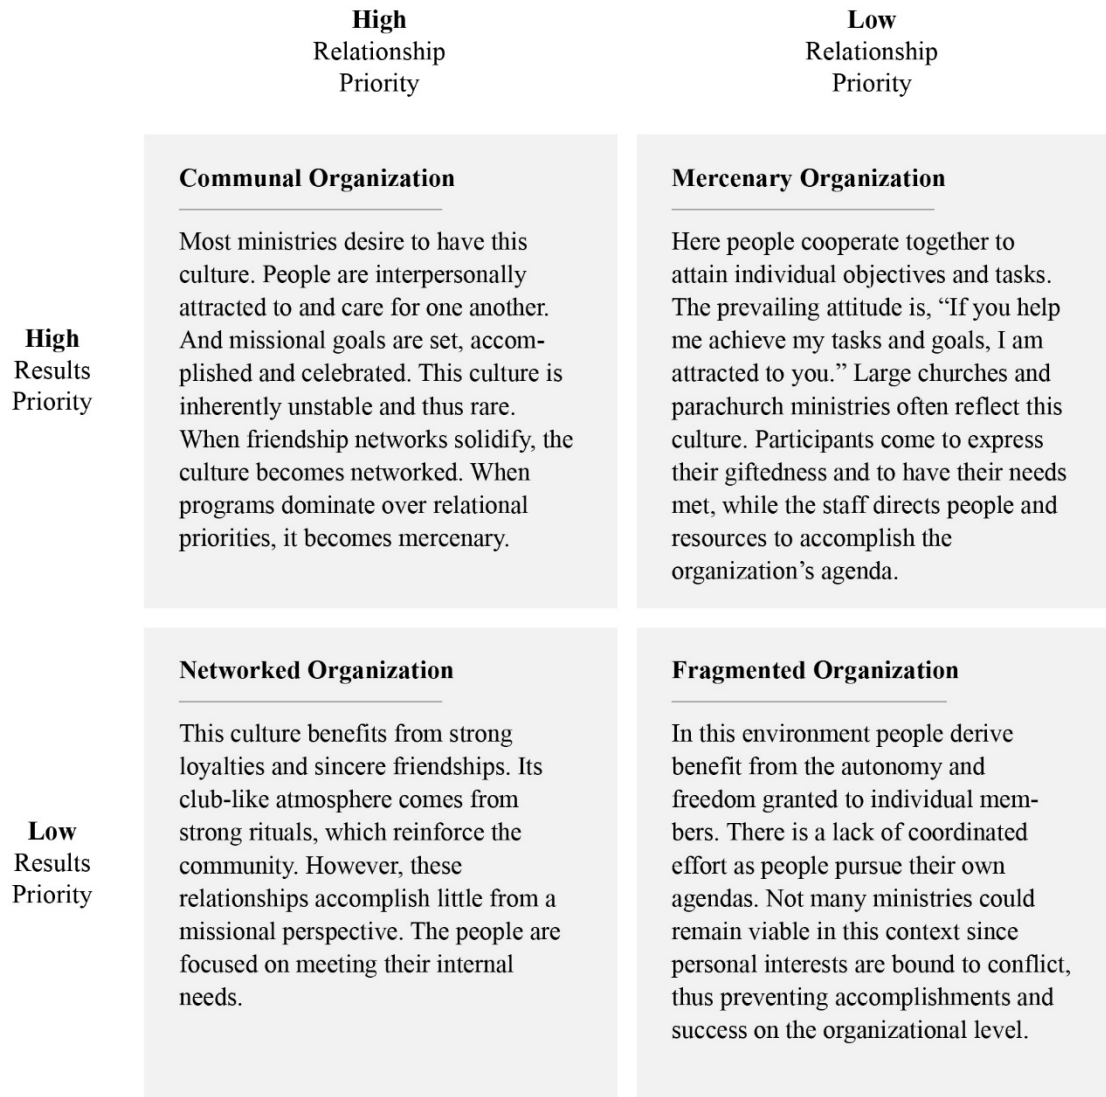 High
Relationship
Priority
Low
Relationship
Priority
High
Results
Priority
Communal Organization
Most ministries desire to have this
culture. People are interpersonally
attracted to and care for one another.
And missional goals are set, accom-
plished and celebrated. This culture is
inherently unstable and thus rare.
When friendship networks solidify, the
culture becomes networked. When
programs dominate over relational
priorities, it becomes mercenary.
Mercenary Organization
Here people cooperate together to
attain individual objectives and tasks.
The prevailing attitude is, “If you help
me achieve my tasks and goals, I am
attracted to you.” Large churches and
parachurch ministries often reflect this
culture. Participants come to express
their giftedness and to have their needs
met, while the staff directs people and
resources to accomplish the
organization’s agenda.
Low
Results
Priority
Networked Organization
This culture benefits from strong
loyalties and sincere friendships. Its
club-like atmosphere comes from
strong rituals, which reinforce the
community. However, these
relationships accomplish little from a
missional perspective. The people are
focused on meeting their internal
needs.
Fragmented Organization
In this environment people derive
benefit from the autonomy and
freedom granted to individual mem-
bers. There is a lack of coordinated
effort as people pursue their own
agendas. Not many ministries could
remain viable in this context since
personal interests are bound to conflict,
thus preventing accomplishments and
success on the organizational level.